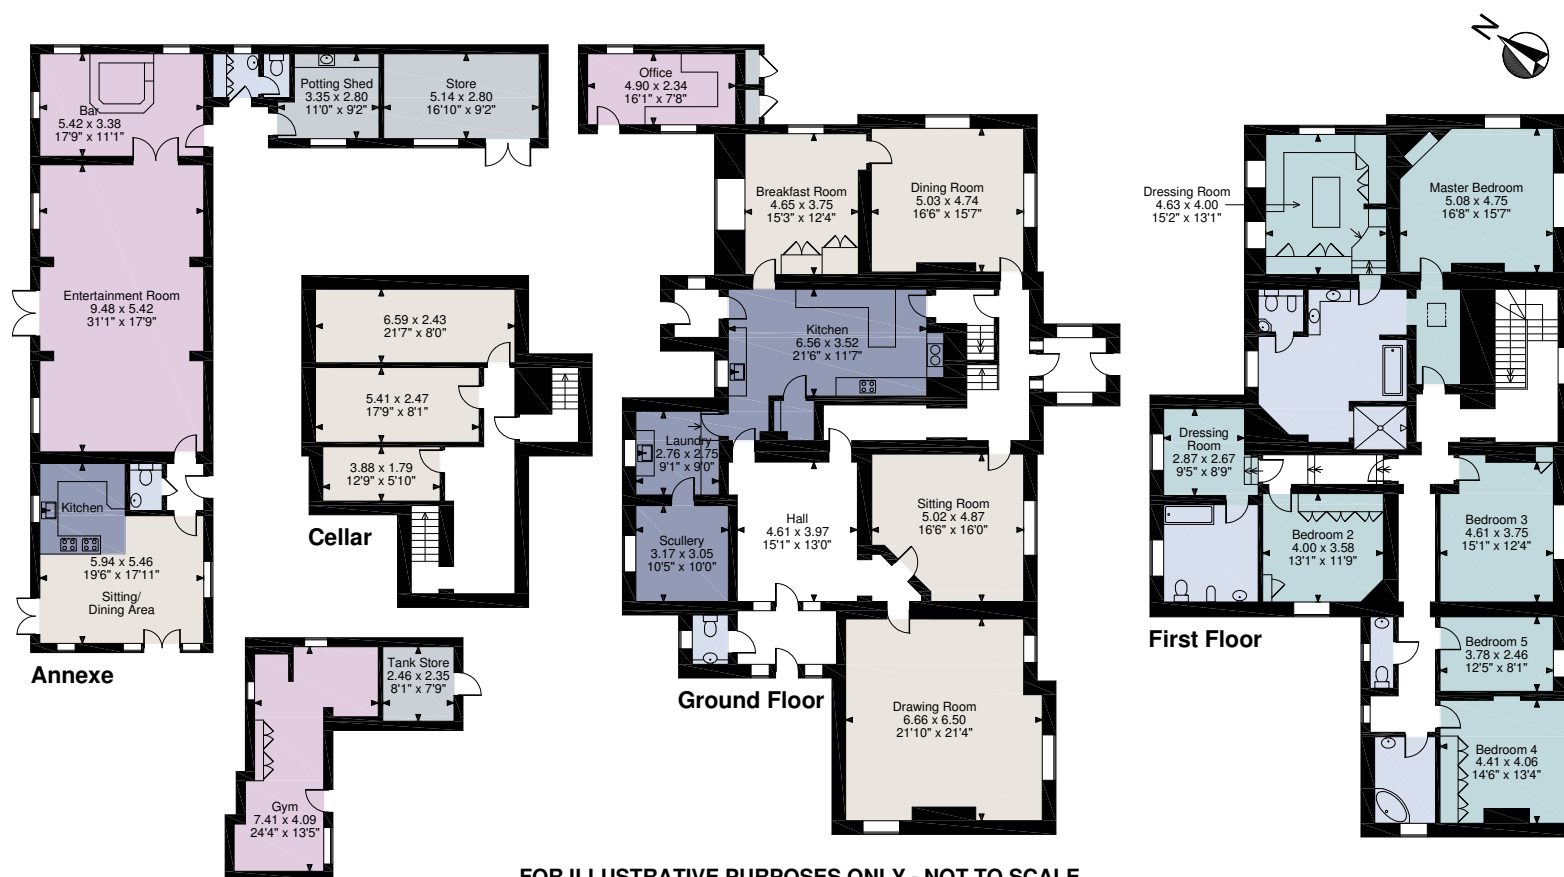 N
Bar
5.42 x 3.38
17'9" x 11'1"
Potting Shed
3.35 x 2.80
11'0" x 9'2"
Store
5.14 x 2.80
16'10" x 9'2"
Office
4.90 x 2.34
16'1" x 7'8"
Entertainment Room
9.48 x 5.42
31'1" x 17'9"
Kitchen
5.94 x 5.46
19'6" x 17'11"
Sitting/
Dining Area
Annexe
6.59 x 2.43
21'7" x 8'0"
5.41 x 2.47
17'9" x 8'1"
3.88 x 1.79
12'9" x 5'10"
Cellar
Tank Store
2.46 x 2.35
8'1" x 7'9"
Gym
7.41 x 4.09
24'4" x 13'5"
Breakfast Room
4.65 x 3.75
15'3" x 12'4"
Dining Room
5.03 x 4.74
16'6" x 15'7"
Kitchen
6.56 x 3.52
21'6" x 11'7"
Laundry
2.76 x 2.75
9'1" x 9'0"
Scullery
3.17 x 3.05
10'5" x 10'0"
Hall
4.61 x 3.97
15'1" x 13'0"
Sitting Room
5.02 x 4.87
16'6" x 16'0"
Drawing Room
6.66 x 6.50
21'10" x 21'4"
Ground Floor
Dressing Room
4.63 x 4.00
15'2" x 13'1"
Master Bedroom
5.08 x 4.75
16'8" x 15'7"
Dressing
Room
2.87 x 2.67
9'5" x 8'9"
Bedroom 2
4.00 x 3.58
13'1" x 11'9"
Bedroom 3
4.61 x 3.75
15'1" x 12'4"
Bedroom 5
3.78 x 2.46
12'5" x 8'1"
Bedroom 4
4.41 x 4.06
14'6" x 13'4"
First Floor
FOR ILLUSTRATIVE PURPOSES ONLY - NOT TO SCALE